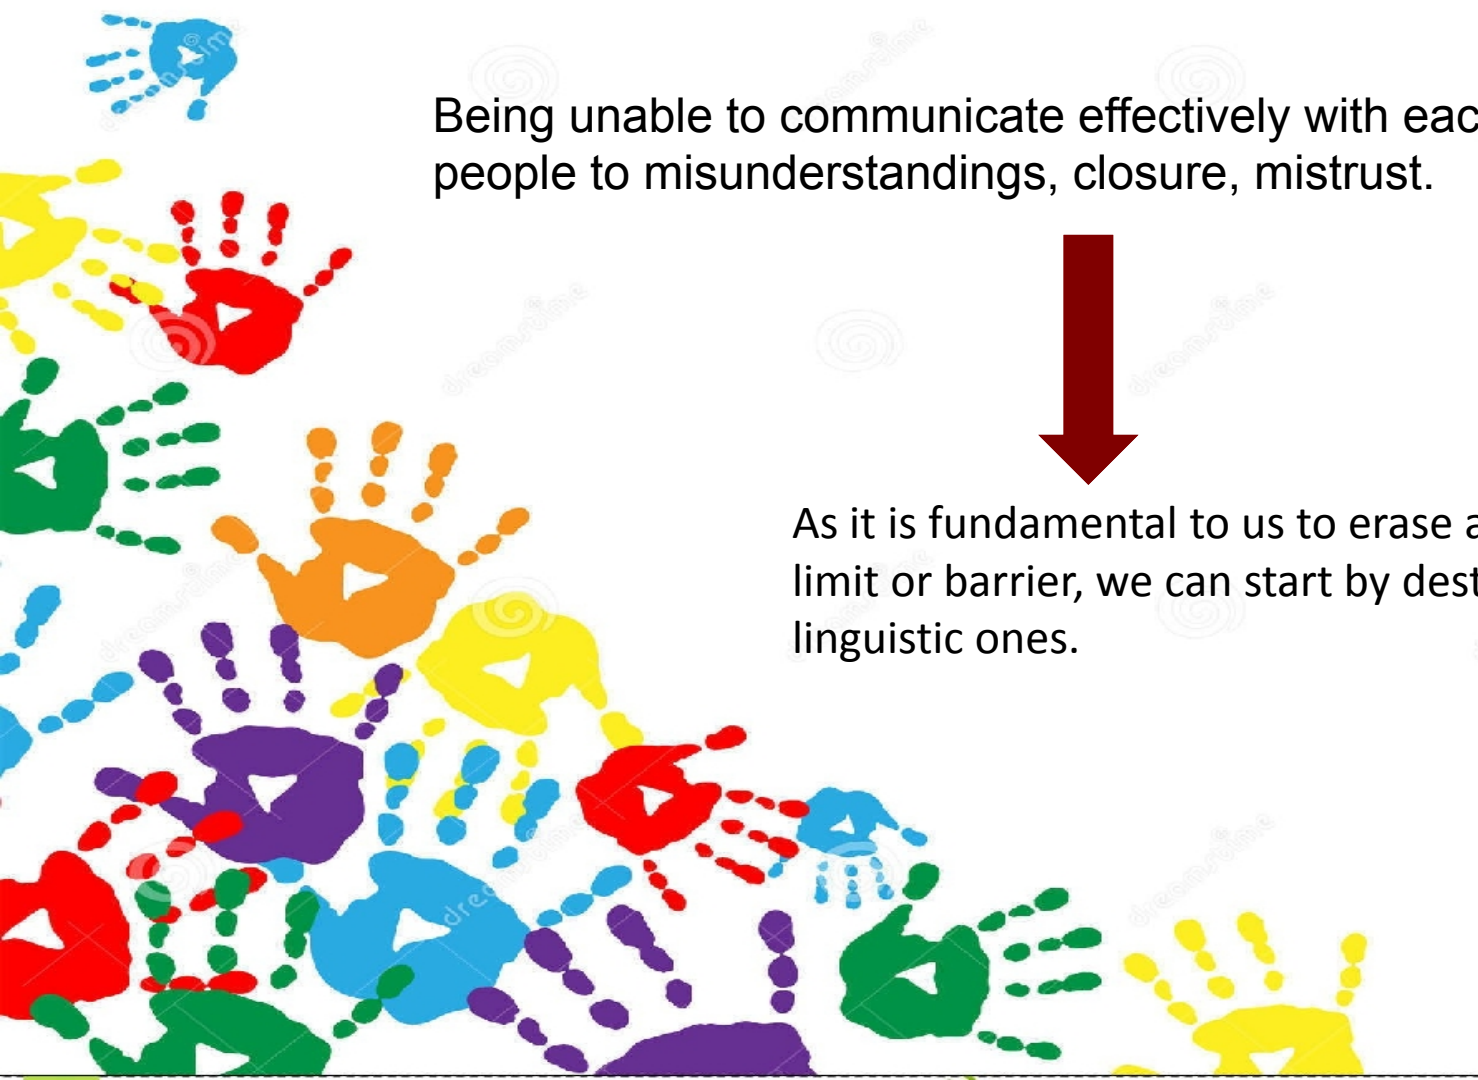 Being unable to communicate effectively with eac
people to misunderstandings, closure, mistrust.
As it is fundamental to us to erase a
limit or barrier, we can start by dest
linguistic ones.